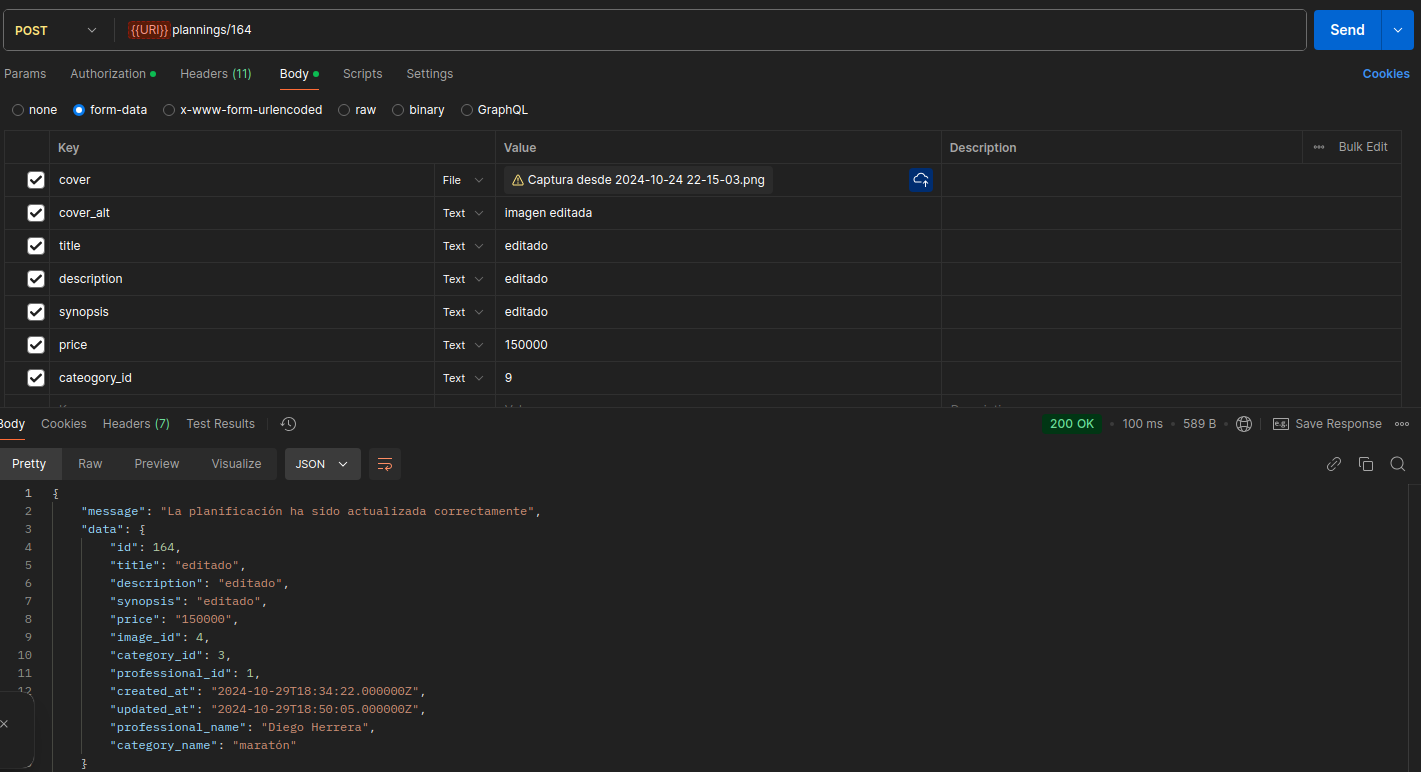 POST {{URI}} plannings/164 Send
Params Authorization Headers (11) Body Scripts Settings Cookies
none form-data x-www-form-urlencoded raw binary GraphQL
Key Value Description Bulk Edit
cover File Captura desde 2024-10-24 22-15-03.png
cover_alt Text imagen editada
title Text editado
description Text editado
synopsis Text editado
price Text 150000
cateogory_id Text 9
Body Cookies Headers (7) Test Results 200 OK 100 ms 589 B e.g. Save Response
Pretty Raw Preview Visualize JSON
1 {
2 "message": "La planificación ha sido actualizada correctamente",
3 "data": {
4 "id": 164,
5 "title": "editado",
6 "description": "editado",
7 "synopsis": "editado",
8 "price": "150000",
9 "image_id": 4,
10 "category_id": 3,
11 "professional_id": 1,
12 "created_at": "2024-10-29T18:34:22.000000Z",
"updated_at": "2024-10-29T18:50:05.000000Z",
"professional_name": "Diego Herrera",
"category_name": "maratón"
}